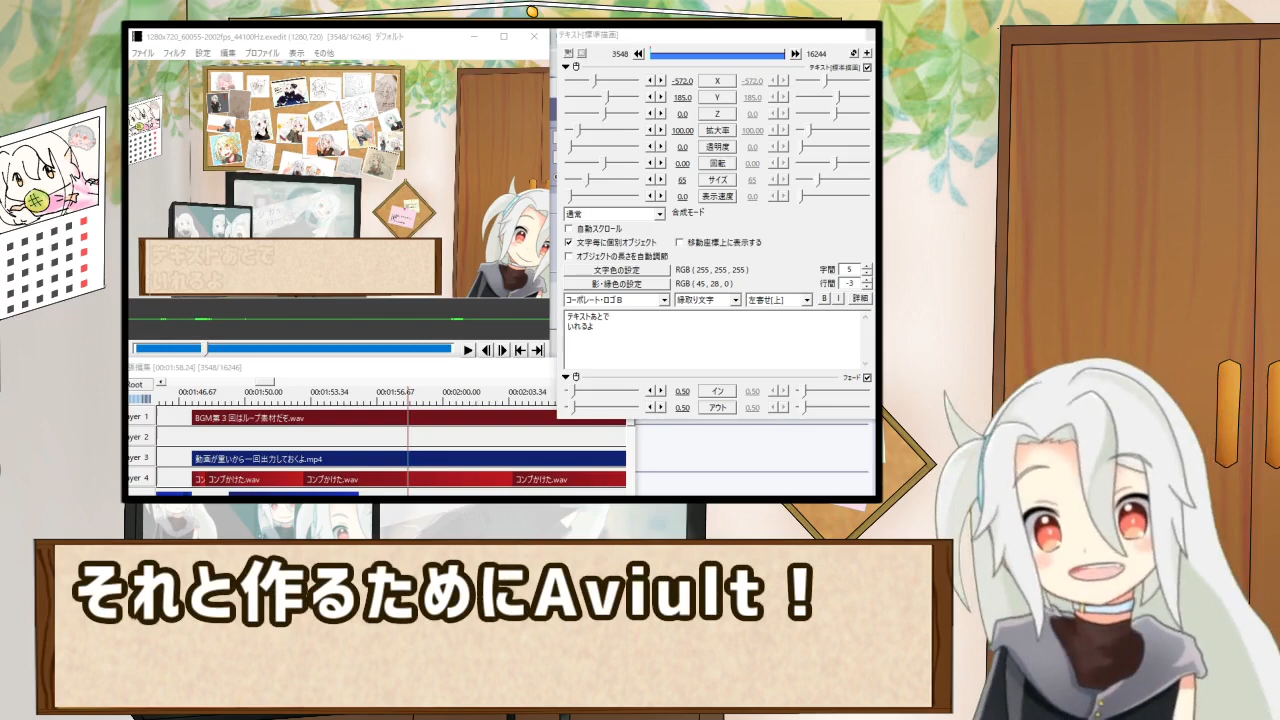 1280x720_60055-2002fps_44100Hz.exedit (1280,720) [3548/16246] デフォルト
ファイル フィルタ 設定 編集 プロファイル 表示 その他
テキストあとで
いれるよ
張編集 [00:01:58.24] [3548/16246]
Root
00:01:46.67 00:01:50.00 00:01:53.34 00:01:56.67 00:02:00.00 00:02:03.34
ayer 1 BGM第3回はループ素材だぞ.wav
ayer 2
ayer 3 動画が重いから一回出力しておくよ.mp4
ayer 4 コン コンプかけた.wav コンプかけた.wav コンプかけた.wav
テキスト[標準描画]
3548 16244
テキスト[標準描画]
-572.0 X -572.0
185.0 Y 185.0
0.0 Z 0.0
100.00 拡大率 100.00
0.0 透明度 0.0
0.00 回転 0.00
65 サイズ 65
0.0 表示速度 0.0
通常 合成モード
自動スクロール
文字毎に個別オブジェクト 移動座標上に表示する
オブジェクトの長さを自動調節
文字色の設定 RGB ( 255, 255, 255) 字間 5
影・縁色の設定 RGB ( 45, 28, 0 ) 行間 -3
コーポレート・ロゴB 縁取り文字 左寄せ[上] B I 詳細
テキストあとで
いれるよ
フェード
0.50 イン 0.50
0.50 アウト 0.50
それと作るためにAviult！